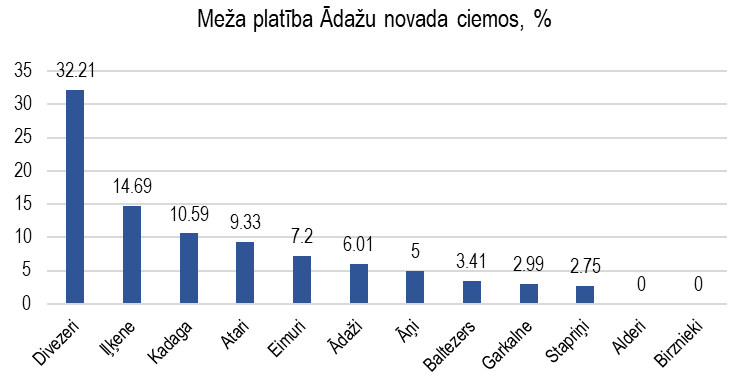 Meža platība Ādažu novada ciemos, %
35
30
25
20
15
10
5
0
32.21
14.69
10.59
9.33
7.2
6.01
5
3.41
2.99
2.75
0
0
Divezeri
Iļķene
Kadaga
Atari
Eimuri
Ādaži
Āņi
Baltezers
Garkalne
Stapriņi
Alderi
Birznieki